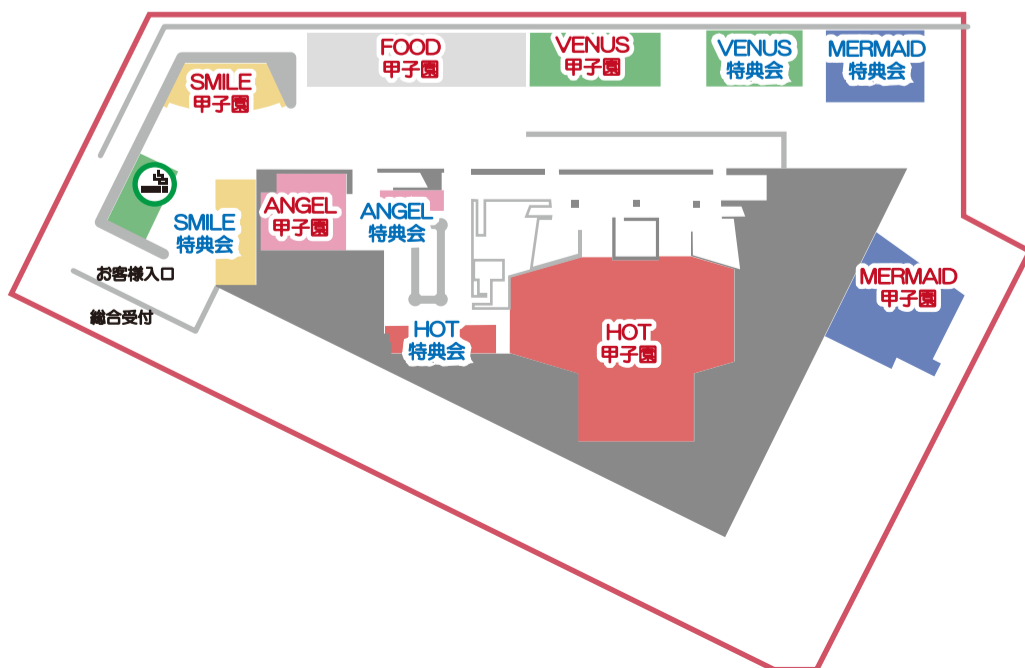 FOOD
甲子園
VENUS
甲子園
VENUS
特典会
MERMAID
特典会
SMILE
甲子園
SMILE
特典会
ANGEL
甲子園
ANGEL
特典会
お客様入口
総合受付
HOT
特典会
HOT
甲子園
MERMAID
甲子園